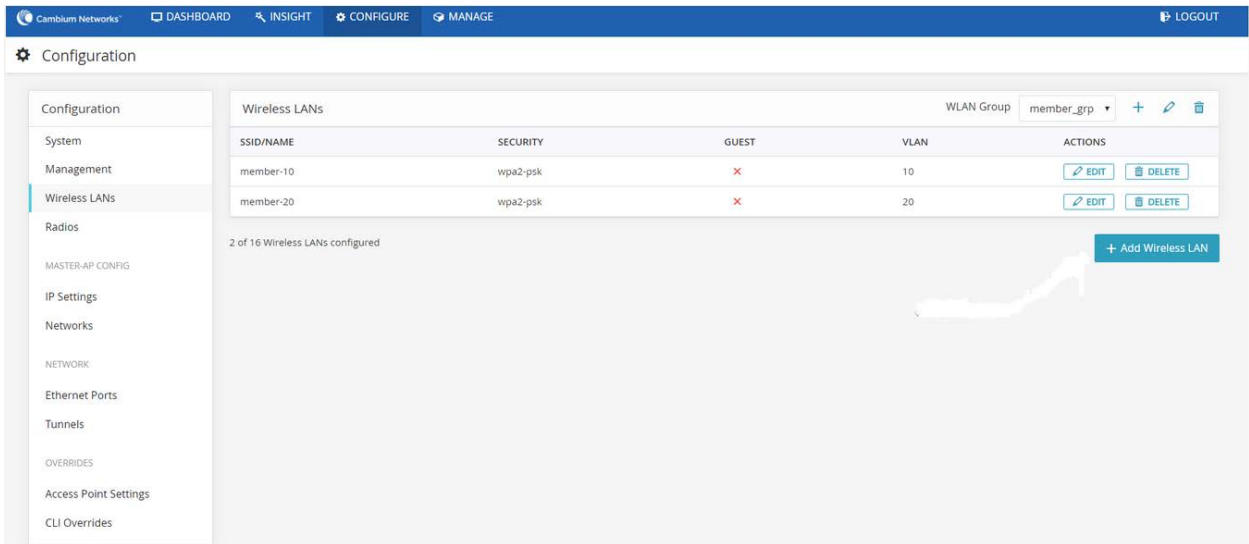 Cambium Networks™ DASHBOARD INSIGHT CONFIGURE MANAGE LOGOUT
Configuration
Configuration
System
Management
Wireless LANs
Radios
MASTER-AP CONFIG
IP Settings
Networks
NETWORK
Ethernet Ports
Tunnels
OVERRIDES
Access Point Settings
CLI Overrides
Wireless LANs WLAN Group member_grp
SSID/NAME SECURITY GUEST VLAN ACTIONS
member-10 wpa2-psk 10 EDIT DELETE
member-20 wpa2-psk 20 EDIT DELETE
2 of 16 Wireless LANs configured
+ Add Wireless LAN